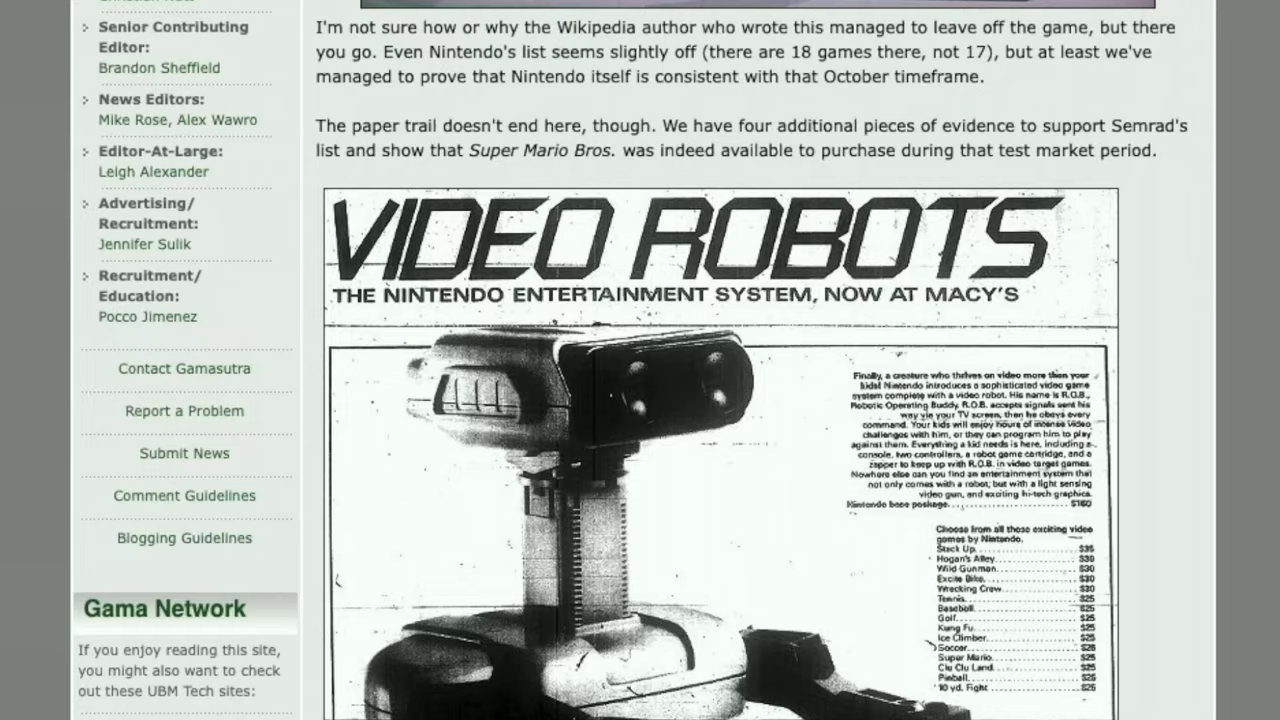 Senior Contributing
Editor:
Brandon Sheffield
News Editors:
Mike Rose, Alex Wawro
Editor-At-Large:
Leigh Alexander
Advertising/
Recruitment:
Jennifer Sulik
Recruitment/
Education:
Pocco Jimenez
Contact Gamasutra
Report a Problem
Submit News
Comment Guidelines
Blogging Guidelines
Gama Network
If you enjoy reading this site,
you might also want to check
out these UBM Tech sites:
I'm not sure how or why the Wikipedia author who wrote this managed to leave off the game, but there
you go. Even Nintendo's list seems slightly off (there are 18 games there, not 17), but at least we've
managed to prove that Nintendo itself is consistent with that October timeframe.
The paper trail doesn't end here, though. We have four additional pieces of evidence to support Semrad's
list and show that Super Mario Bros. was indeed available to purchase during that test market period.
VIDEO ROBOTS
THE NINTENDO ENTERTAINMENT SYSTEM, NOW AT MACY'S
Finally, a creature who thrives on video more than your
kids! Nintendo introduces a sophisticated video game
system complete with a video robot. His name is R.O.B.,
Robotic Operating Buddy. R.O.B. accepts signals sent his
way via your TV screen, then he obeys every
command. Your kids will enjoy hours of intense video
challenges with him, or they can program him to play
against them. Everything a kid needs is here, including a
console, two controllers, a robot game cartridge, and a
zapper to keep up with R.O.B. in video target games.
Nowhere else can you find an entertainment system that
not only comes with a robot; but with a light sensing
video gun, and exciting hi-tech graphics.
Nintendo base package.................. $160
Choose from all these exciting video
games by Nintendo.
Stack Up.................. $35
Hogan's Alley.................. $30
Wild Gunman.................. $30
Excite Bike.................. $30
Wrecking Crew.................. $30
Tennis.................. $25
Baseball.................. $25
Golf.................. $25
Kung Fu.................. $25
Ice Climber.................. $25
Soccer.................. $25
Super Mario.................. $25
Clu Clu Land.................. $25
Pinball.................. $25
10 yd. Fight.................. $25